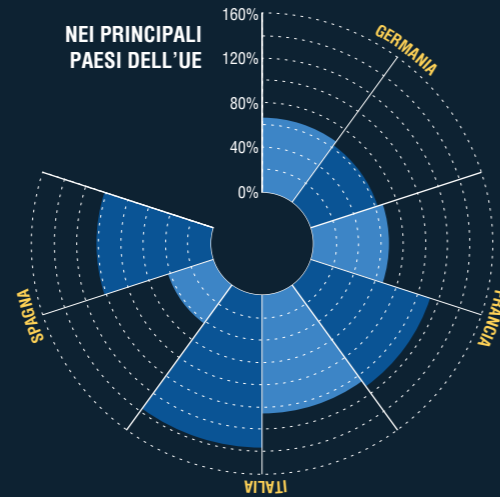 NEI PRINCIPALI
PAESI DELL'UE
160%
120%
80%
40%
0%
GERMANIA
FRANCIA
ITALIA
SPAGNA